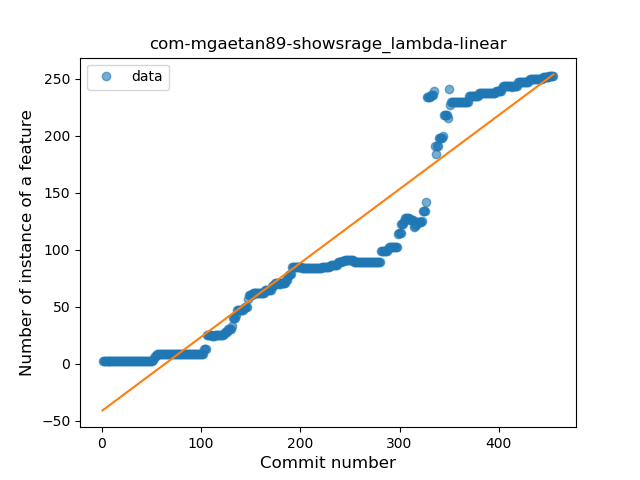 com-mgaetan89-showsrage_lambda-linear
data
Number of instance of a feature
250
200
150
100
50
0
−50
0 100 200 300 400
Commit number